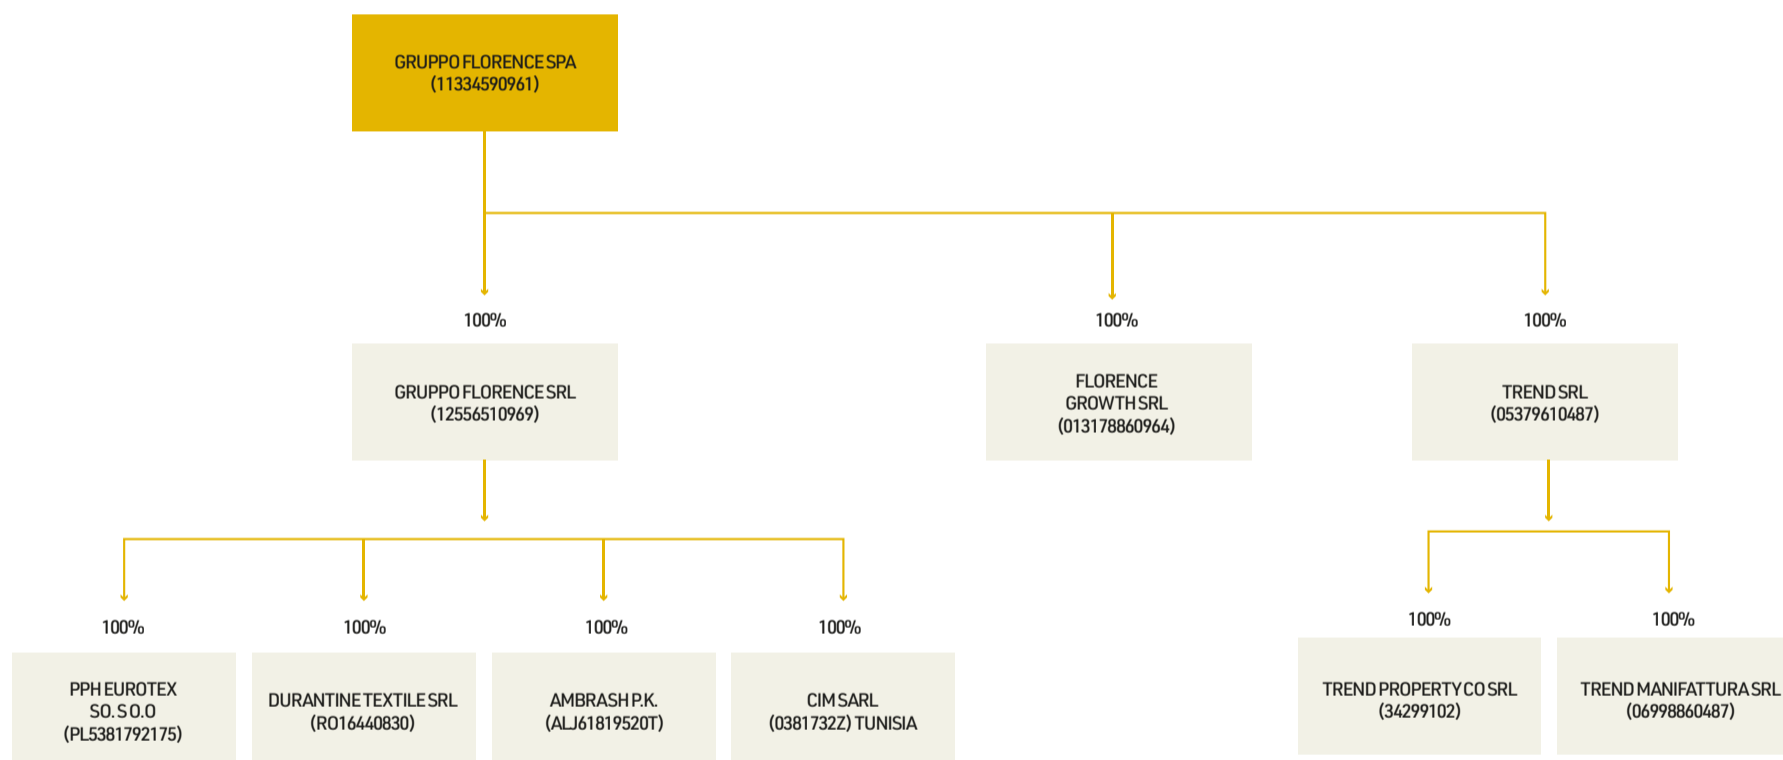 GRUPPO FLORENCE SPA
(11334590961)
100%
100%
100%
GRUPPO FLORENCE SRL
(12556510969)
FLORENCE
GROWTH SRL
(013178860964)
TREND SRL
(05379610487)
100%
100%
100%
100%
100%
100%
PPH EUROTEX
SO. S O.O
(PL5381792175)
DURANTINE TEXTILE SRL
(RO16440830)
AMBRASH P.K.
(ALJ61819520T)
CIM SARL
(0381732Z) TUNISIA
TREND PROPERTY CO SRL
(34299102)
TREND MANIFATTURA SRL
(06998860487)